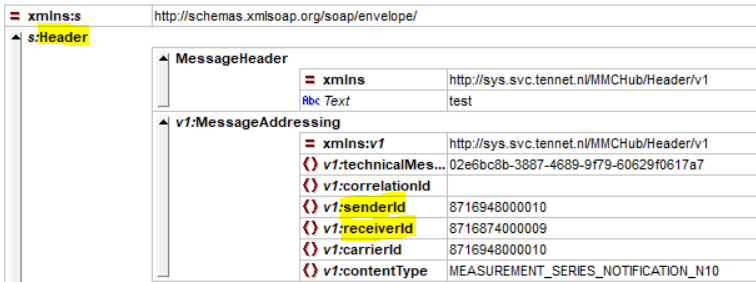 = xmlns:s http://schemas.xmlsoap.org/soap/envelope/
s:Header
MessageHeader
= xmlns http://sys.svc.tennet.nl/MMCHub/Header/v1
Abc Text test
v1:MessageAddressing
= xmlns:v1 http://sys.svc.tennet.nl/MMCHub/Header/v1
() v1:technicalMes... 02e6bc8b-3887-4689-9f79-60629f0617a7
() v1:correlationId
() v1:senderId 8716948000010
() v1:receiverId 8716874000009
() v1:carrierId 8716948000010
() v1:contentType MEASUREMENT_SERIES_NOTIFICATION_N10